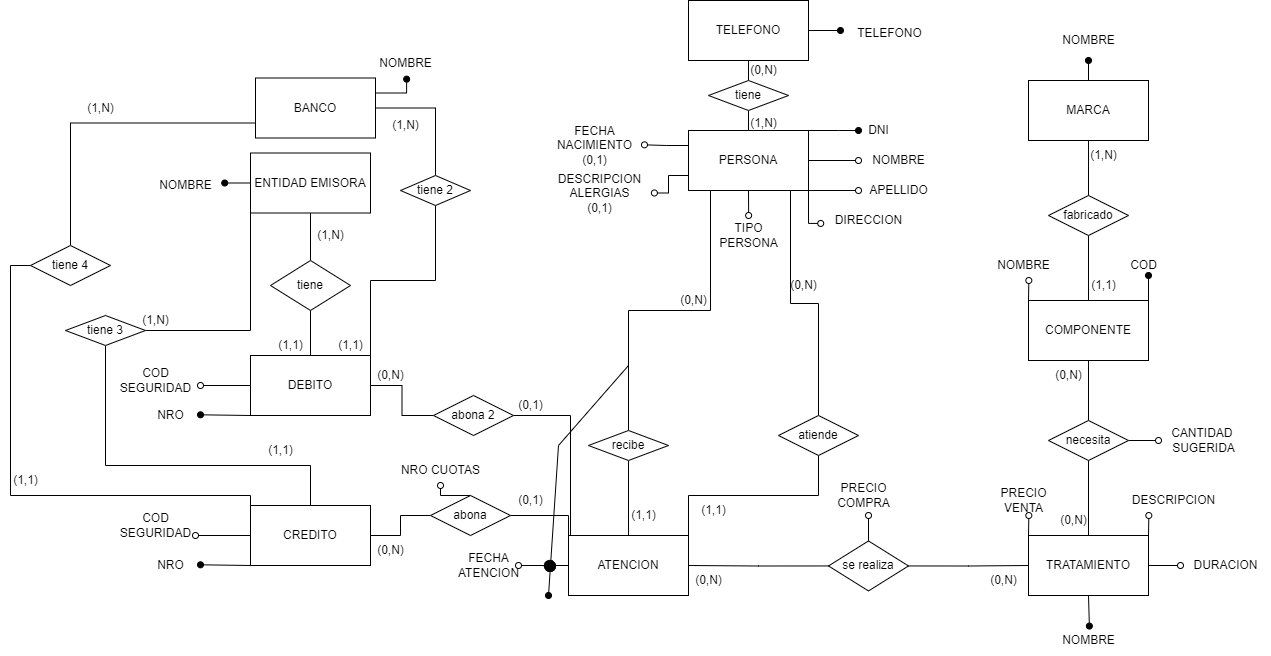 TELEFONO
TELEFONO
(0,N)
tiene
(1,N)
NOMBRE
BANCO
(1,N)
(1,N)
NOMBRE
ENTIDAD EMISORA
tiene 2
(1,N)
tiene 4
tiene
tiene 3
(1,N)
(1,1)
(1,1)
COD
SEGURIDAD
NRO
DEBITO
(0,N)
abona 2
(0,1)
FECHA
NACIMIENTO
(0,1)
DESCRIPCION
ALERGIAS
(0,1)
PERSONA
DNI
NOMBRE
APELLIDO
DIRECCION
TIPO
PERSONA
(0,N)
(0,N)
recibe
atiende
NOMBRE
MARCA
(1,N)
fabricado
(1,1)
NOMBRE
COD
COMPONENTE
(0,N)
necesita
CANTIDAD
SUGERIDA
(1,1)
(1,1)
COD
SEGURIDAD
NRO
CREDITO
(0,N)
NRO CUOTAS
abona
(0,1)
FECHA
ATENCION
(1,1)
(1,1)
ATENCION
(0,N)
PRECIO
COMPRA
se realiza
(0,N)
PRECIO
VENTA
(0,N)
DESCRIPCION
TRATAMIENTO
DURACION
NOMBRE